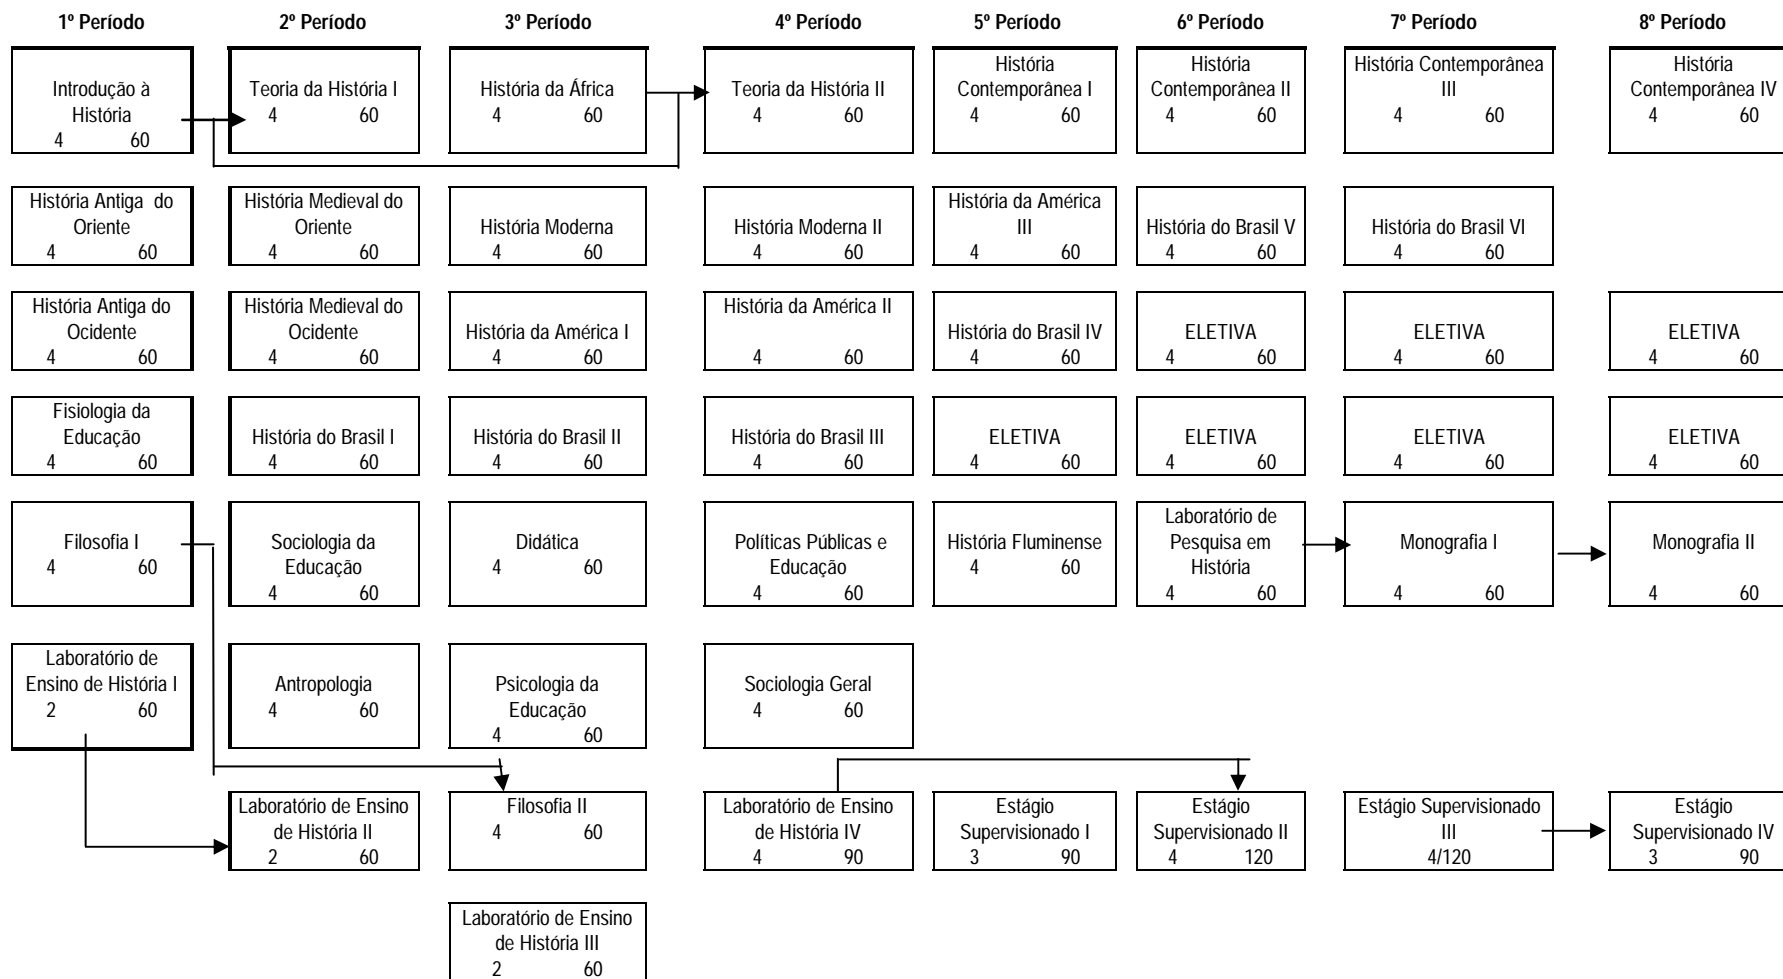 1º Período 2º Período 3º Período 4º Período 5º Período 6º Período 7º Período 8º Período
Introdução à
História
4 60
Teoria da História I
4 60
História da África
4 60
Teoria da História II
4 60
História
Contemporânea I
4 60
História
Contemporânea II
4 60
História Contemporânea
III
4 60
História
Contemporânea IV
4 60
História Antiga do
Oriente
4 60
História Medieval do
Oriente
4 60
História Moderna
4 60
História Moderna II
4 60
História da América
III
4 60
História do Brasil V
4 60
História do Brasil VI
4 60
História Antiga do
Ocidente
4 60
História Medieval do
Ocidente
4 60
História da América I
4 60
História da América II
4 60
História do Brasil IV
4 60
ELETIVA
4 60
ELETIVA
4 60
ELETIVA
4 60
Fisiologia da
Educação
4 60
História do Brasil I
4 60
História do Brasil II
4 60
História do Brasil III
4 60
ELETIVA
4 60
ELETIVA
4 60
ELETIVA
4 60
ELETIVA
4 60
Filosofia I
4 60
Sociologia da
Educação
4 60
Didática
4 60
Políticas Públicas e
Educação
4 60
História Fluminense
4 60
Laboratório de
Pesquisa em
História
4 60
Monografia I
4 60
Monografia II
4 60
Laboratório de
Ensino de História I
2 60
Antropologia
4 60
Psicologia da
Educação
4 60
Sociologia Geral
4 60
Laboratório de Ensino
de História II
2 60
Filosofia II
4 60
Laboratório de Ensino
de História IV
4 90
Estágio
Supervisionado I
3 90
Estágio
Supervisionado II
4 120
Estágio Supervisionado
III
4/120
Estágio
Supervisionado IV
3 90
Laboratório de Ensino
de História III
2 60